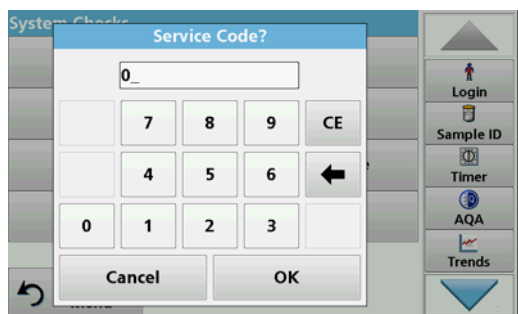 System Checks
Service Code?
0_
7 8 9 CE
4 5 6
0 1 2 3
Cancel OK
Menu
Login
Sample ID
Timer
AQA
Trends